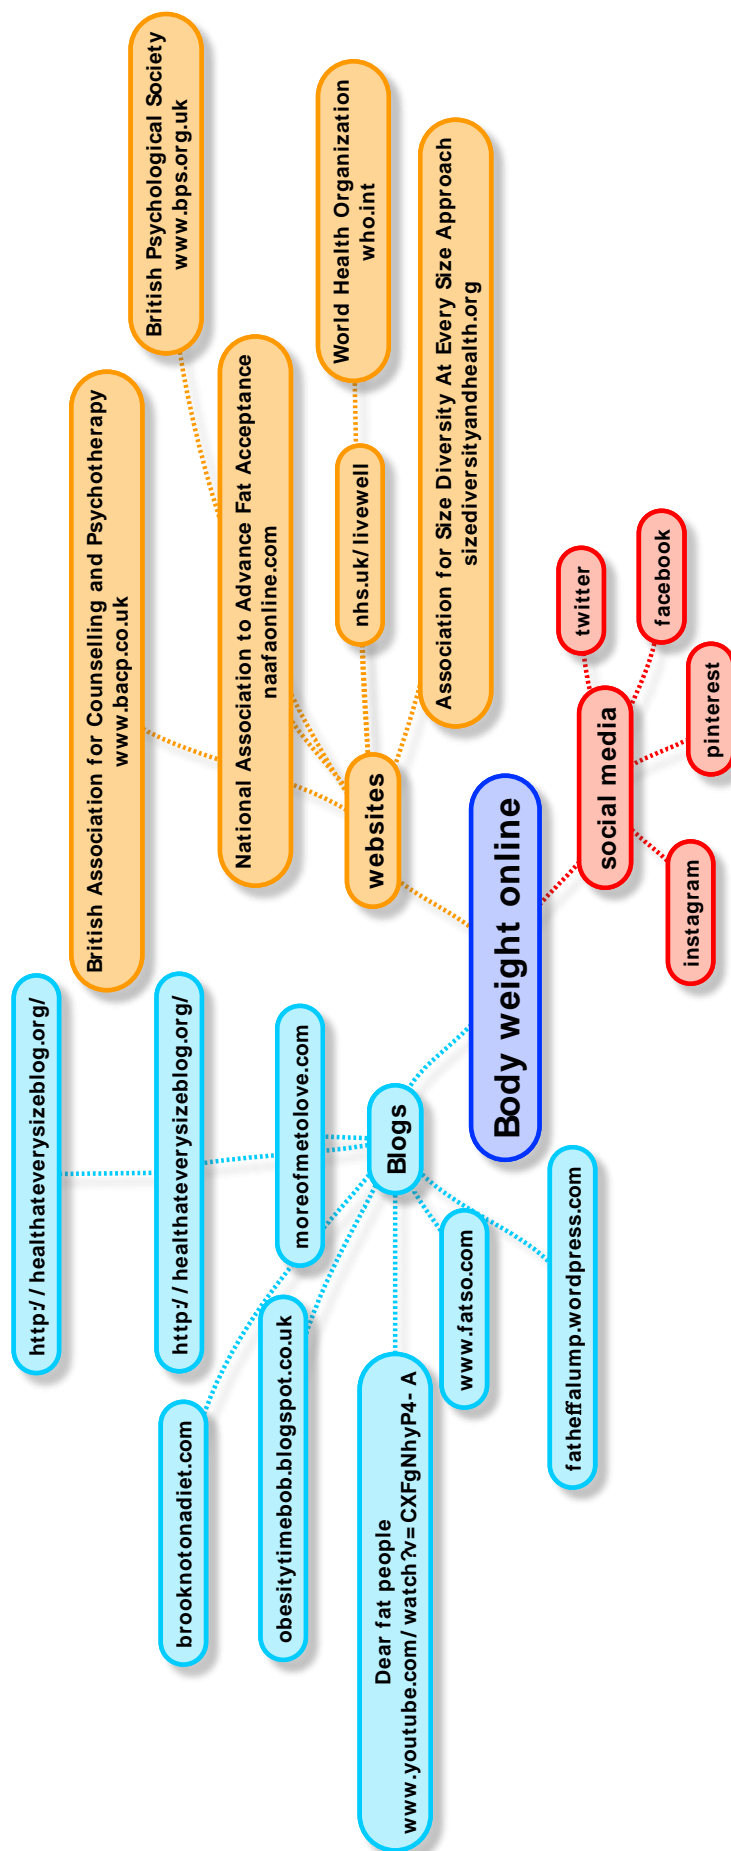 Body weight online
Blogs
http://healthateverysizeblog.org/
http://healthateverysizeblog.org/
moreofmetolove.com
brooknotonadiet.com
obesitytimebob.blogspot.co.uk
Dear fat people
www.youtube.com/watch?v=CXFgNhyP4-A
www.fatso.com
fatheffalump.wordpress.com
websites
British Association for Counselling and Psychotherapy
www.bacp.co.uk
British Psychological Society
www.bps.org.uk
National Association to Advance Fat Acceptance
naafaonline.com
nhs.uk/livewell
World Health Organization
who.int
Association for Size Diversity At Every Size Approach
sizediversityandhealth.org
social media
twitter
facebook
pinterest
instagram